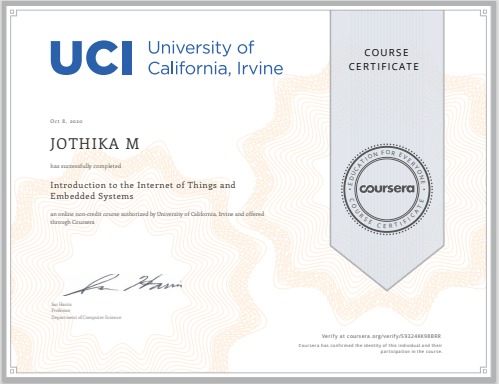 UCI University of
California, Irvine
COURSE
CERTIFICATE
Oct 8, 2020
JOTHIKA M
has successfully completed
Introduction to the Internet of Things and
Embedded Systems
an online non-credit course authorized by University of California, Irvine and offered
through Coursera
EDUCATION FOR EVERYONE
coursera
COURSE CERTIFICATE
Ian Harris
Professor
Department of Computer Science
Verify at coursera.org/verify/
Coursera has confirmed the identity of this individual and their
participation in the course.